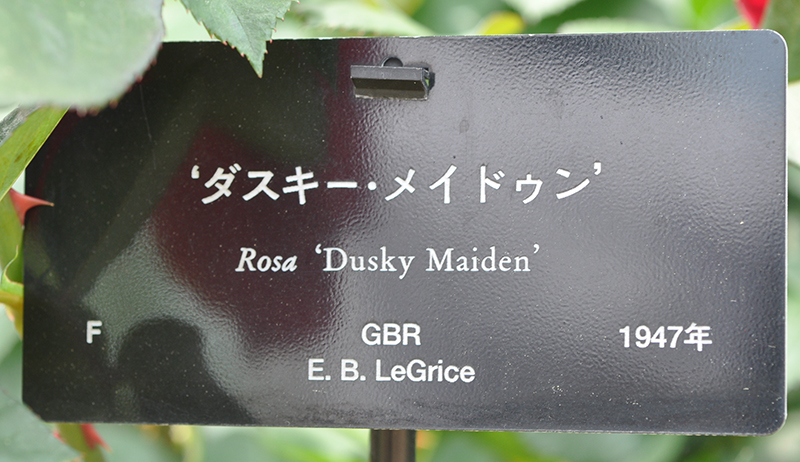 ‘ダスキー・メイドゥン’
Rosa ‘Dusky Maiden’
F GBR 1947年
E. B. LeGrice